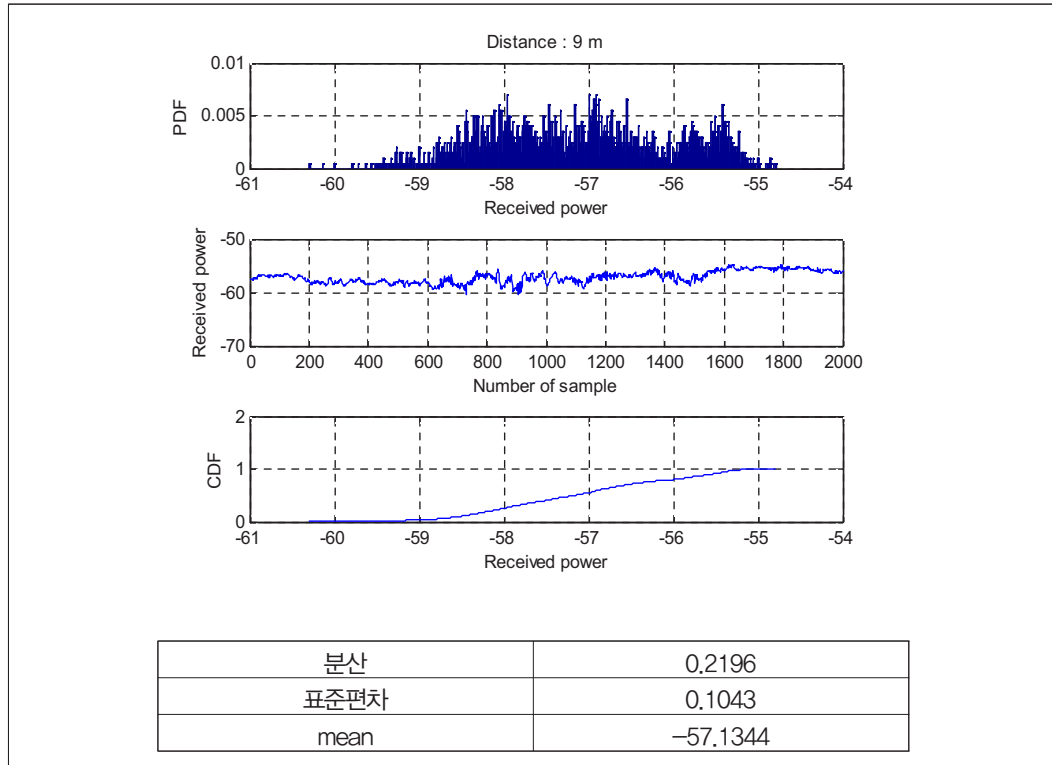 Distance : 9 m
0.01
0.005
0
PDF
-61 -60 -59 -58 -57 -56 -55 -54
Received power
-50
-60
-70
Received power
0 200 400 600 800 1000 1200 1400 1600 1800 2000
Number of sample
2
1
0
CDF
-61 -60 -59 -58 -57 -56 -55 -54
Received power
분산 0.2196
표준편차 0.1043
mean -57.1344